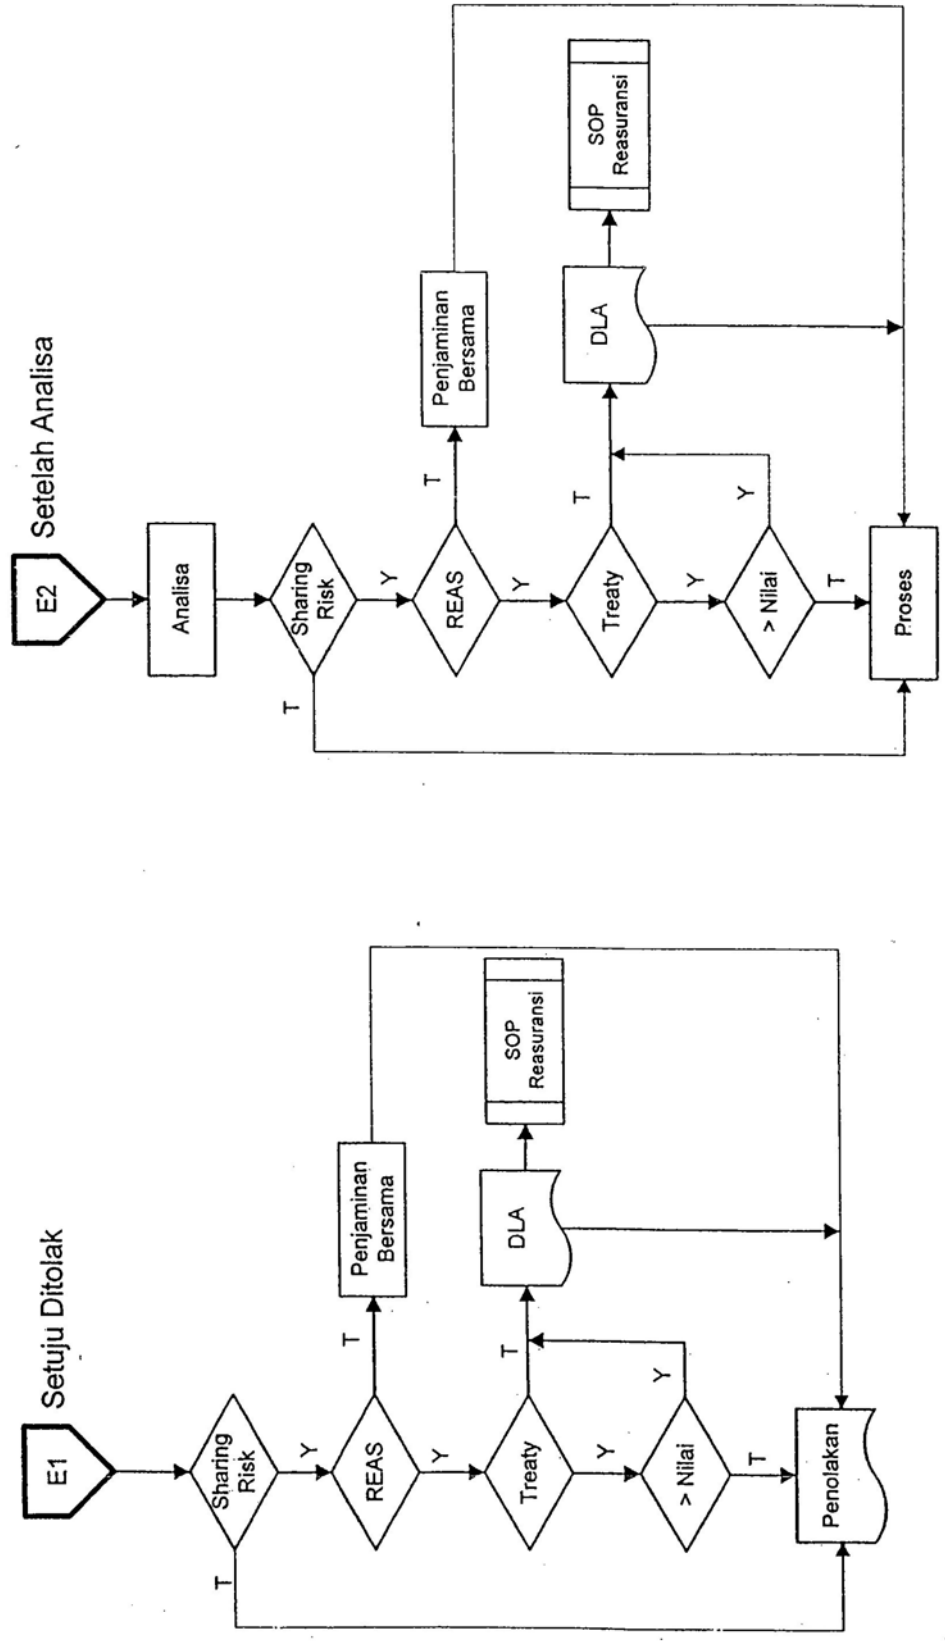 E1
Setuju Ditolak
Sharing
Risk
T
Y
REAS
T
Penjaminan
Bersama
Y
Treaty
T
DLA
SOP
Reasuransi
Y
> Nilai
Y
T
Penolakan
E2
Setelah Analisa
Analisa
Sharing
Risk
T
Y
REAS
T
Penjaminan
Bersama
Y
Treaty
T
DLA
SOP
Reasuransi
Y
> Nilai
Y
T
Proses